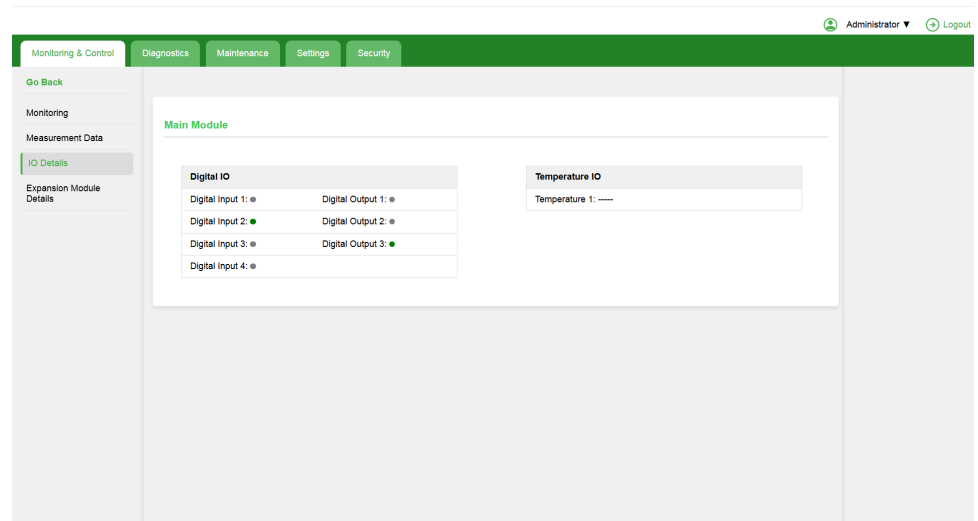 Administrator ▼ Logout
Monitoring & Control Diagnostics Maintenance Settings Security
Go Back
Monitoring
Measurement Data
IO Details
Expansion Module
Details
Main Module
Digital IO
Digital Input 1: Digital Output 1:
Digital Input 2: Digital Output 2:
Digital Input 3: Digital Output 3:
Digital Input 4:
Temperature IO
Temperature 1: -----